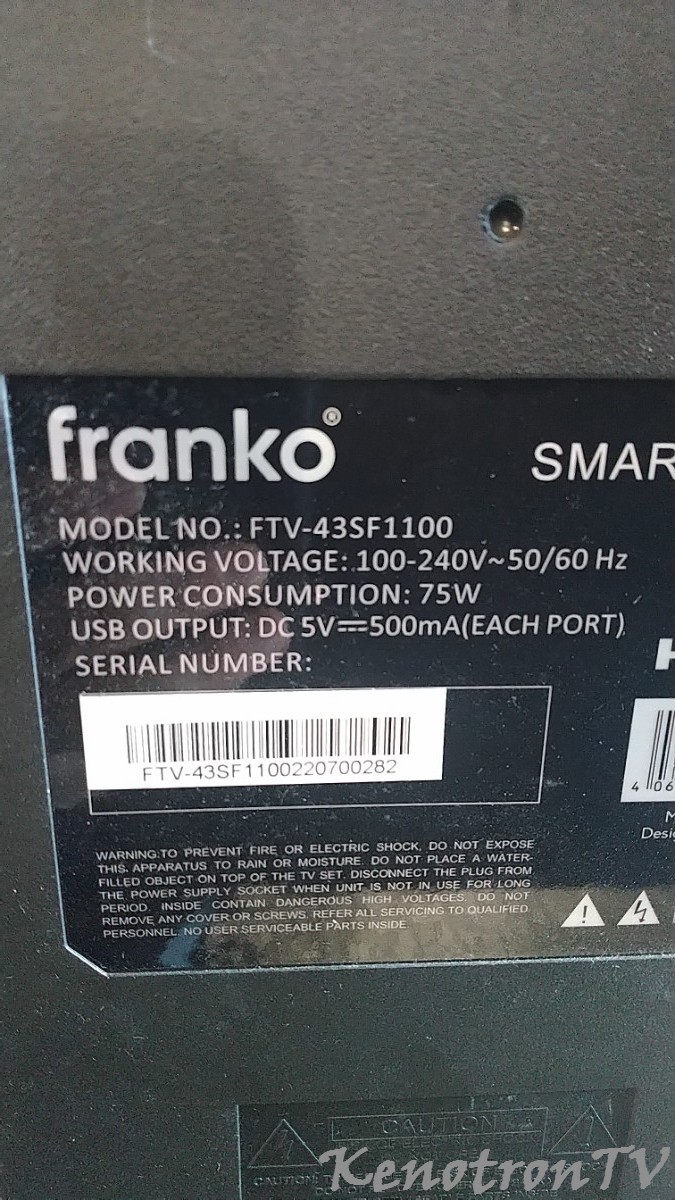 franko®
SMAR
MODEL NO.: FTV-43SF1100
WORKING VOLTAGE: 100-240V~50/60 Hz
POWER CONSUMPTION: 75W
USB OUTPUT: DC 5V⎓500mA(EACH PORT)
SERIAL NUMBER:
FTV-43SF1100220700282
4 06
WARNING:TO PREVENT FIRE OR ELECTRIC SHOCK. DO NOT EXPOSE
THIS. APPARATUS TO RAIN OR MOISTURE. DO NOT PLACE A WATER-
FILLED OBJECT ON TOP OF THE TV SET. DISCONNECT THE PLUG FROM
THE POWER SUPPLY SOCKET WHEN UNIT IS NOT IN USE FOR LONG
PERIOD. INSIDE CONTAIN DANGEROUS HIGH VOLTAGES. DO NOT
REMOVE ANY COVER OR SCREWS. REFER ALL SERVICING TO QUALIFIED
PERSONNEL. NO USER SERVICEABLE PARTS INSIDE.
CAUTION
KenotronTV
CAUTION: